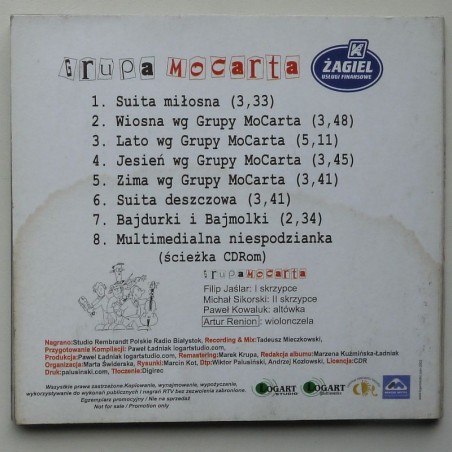 grupa MoCarta
K
ŻAGIEL
USŁUGI FINANSOWE
1. Suita miłosna (3,33)
2. Wiosna wg Grupy MoCarta (3,48)
3. Lato wg Grupy MoCarta (5,11)
4. Jesień wg Grupy MoCarta (3,45)
5. Zima wg Grupy MoCarta (3,41)
6. Suita deszczowa (3,41)
7. Bajdurki i Bajmolki (2,34)
8. Multimedialna niespodzianka
(ścieżka CDRom)
grupa MoCarta
Filip Jaślar: I skrzypce
Michał Sikorski: II skrzypce
Paweł Kowaluk: altówka
Artur Renion: wiolonczela
Nagrano: Studio Rembrandt Polskie Radio Białystok, Recording & Mix: Tadeusz Mieczkowski,
Przygotowanie Kompilacji: Paweł Ładniak logartstudio.com,
Produkcja: Paweł Ładniak logartstudio.com, Remastering: Marek Krupa, Redakcja albumu: Marzena Kuźmińska-Ładniak
Organizacja: Marta Świderska, Rysunki: Marcin Kot, Dtp: Wiktor Palusiński, Andrzej Kozłowski, Licencja: CDR
Druk: palusinski.com, Tłoczenie: Digirec
Wszystkie prawa zastrzeżone. Kopiowanie, wynajmowanie, wypożyczenie,
wykorzystywanie do wykonań publicznych i nagrań RTV bez zezwolenia zabronione.
Egzemplarz promocyjny / Nie na sprzedaż
Not for sale / Promotion only
LOGART
STUDIO
LOGART